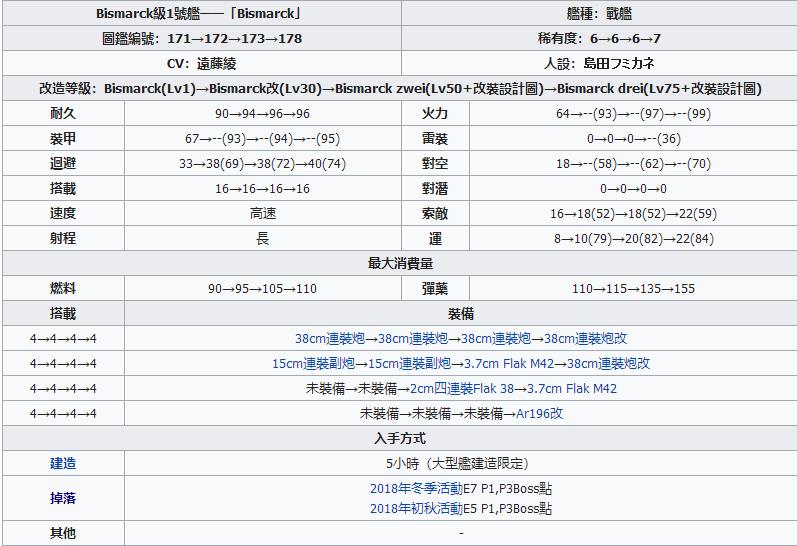 Bismarck級1號艦——「Bismarck」 艦種：戰艦
圖鑑編號：171→172→173→178 稀有度：6→6→6→7
CV：遠藤綾 人設：島田フミカネ
改造等級：Bismarck(Lv1)→Bismarck改(Lv30)→Bismarck zwei(Lv50+改裝設計圖)→Bismarck drei(Lv75+改裝設計圖)
耐久 90→94→96→96 火力 64→--(93)→--(97)→--(99)
裝甲 67→--(93)→--(94)→--(95) 雷裝 0→0→0→--(36)
迴避 33→38(69)→38(72)→40(74) 對空 18→--(58)→--(62)→--(70)
搭載 16→16→16→16 對潛 0→0→0→0
速度 高速 索敵 16→18(52)→18(52)→22(59)
射程 長 運 8→10(79)→20(82)→22(84)
最大消費量
燃料 90→95→105→110 彈藥 110→115→135→155
搭載 裝備
4→4→4→4 38cm連裝炮→38cm連裝炮→38cm連裝炮→38cm連裝炮改
4→4→4→4 15cm連裝副炮→15cm連裝副炮→3.7cm Flak M42→38cm連裝炮改
4→4→4→4 未裝備→未裝備→2cm四連裝Flak 38→3.7cm Flak M42
4→4→4→4 未裝備→未裝備→未裝備→Ar196改
入手方式
建造 5小時（大型艦建造限定）
掉落 2018年冬季活動E7 P1,P3Boss點
2018年初秋活動E5 P1,P3Boss點
其他 -